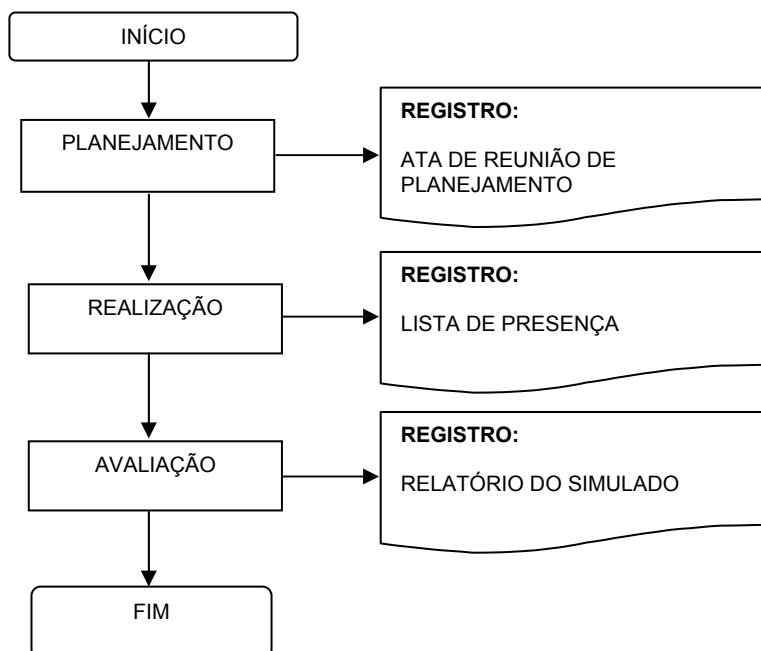 INÍCIO
PLANEJAMENTO
REGISTRO:
ATA DE REUNIÃO DE
PLANEJAMENTO
REALIZAÇÃO
REGISTRO:
LISTA DE PRESENÇA
AVALIAÇÃO
REGISTRO:
RELATÓRIO DO SIMULADO
FIM